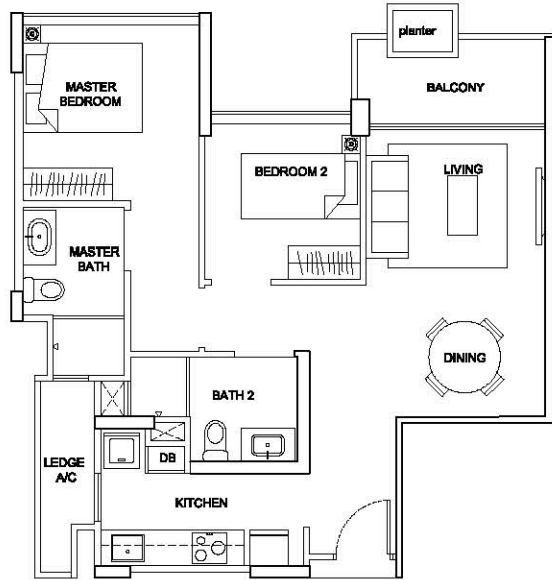 planter
BALCONY
MASTER
BEDROOM
BEDROOM 2
LIVING
MASTER
BATH
DINING
BATH 2
DB
LEDGE
A/C
KITCHEN